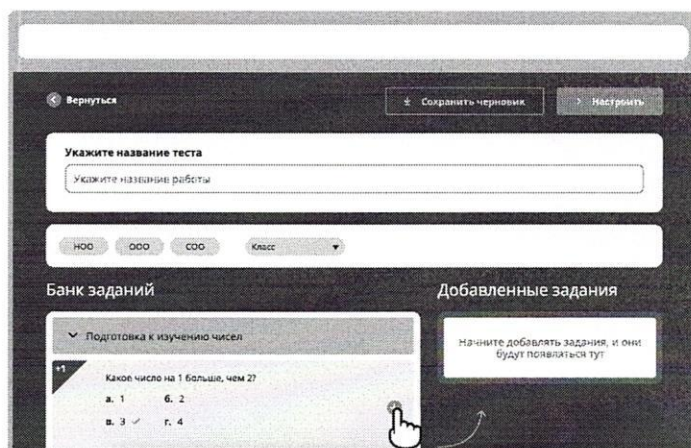 Вернуться
Сохранить черновик
Настроить
Укажите название теста
Укажите название работы
НОО ООО СОО Класс
Банк заданий
Добавленные задания
Подготовка к изучению чисел
Начните добавлять задания, и они
будут появляться тут
+1
Какое число на 1 больше, чем 2?
а. 1 б. 2
в. 3 г. 4